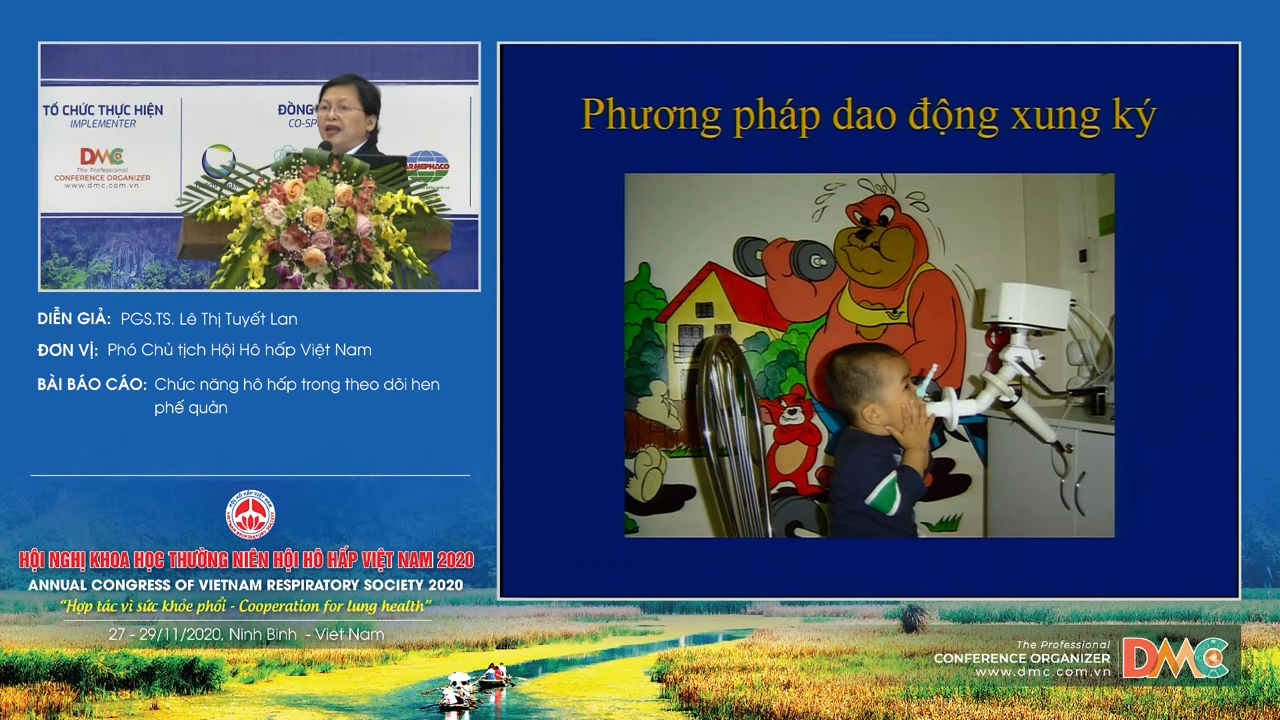 TỔ CHỨC THỰC HIỆN
IMPLEMENTER
DMC
The Professional
CONFERENCE ORGANIZER
www.dmc.com.vn
ĐỒNG
CO-SP
ARMEPHACO
DIỄN GIẢ: PGS.TS. Lê Thị Tuyết Lan
ĐƠN VỊ: Phó Chủ tịch Hội Hô hấp Việt Nam
BÀI BÁO CÁO: Chức năng hô hấp trong theo dõi hen
phế quản
HỘI NGHỊ KHOA HỌC THƯỜNG NIÊN HỘI HÔ HẤP VIỆT NAM 2020
ANNUAL CONGRESS OF VIETNAM RESPIRATORY SOCIETY 2020
“Hợp tác vì sức khỏe phổi - Cooperation for lung health”
27 - 29/11/2020, Ninh Bình - Việt Nam
Phương pháp dao động xung ký
The Professional
CONFERENCE ORGANIZER
www.dmc.com.vn
DMC